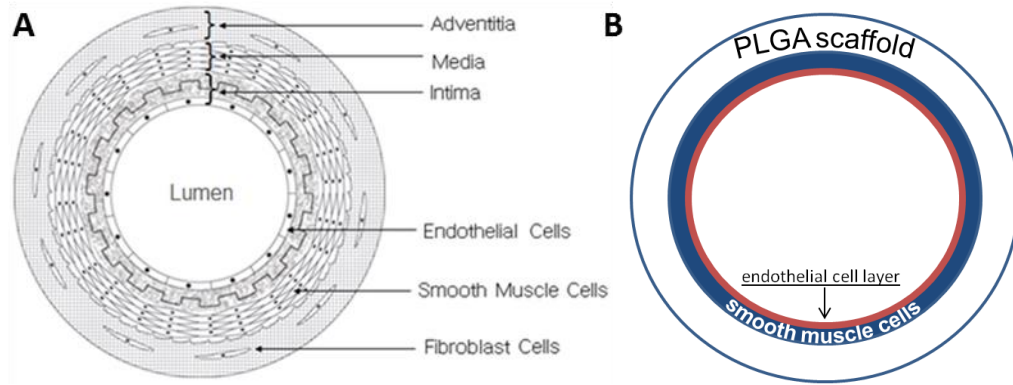 A
Adventitia
Media
Intima
Lumen
Endothelial Cells
Smooth Muscle Cells
Fibroblast Cells
B
PLGA scaffold
endothelial cell layer
smooth muscle cells